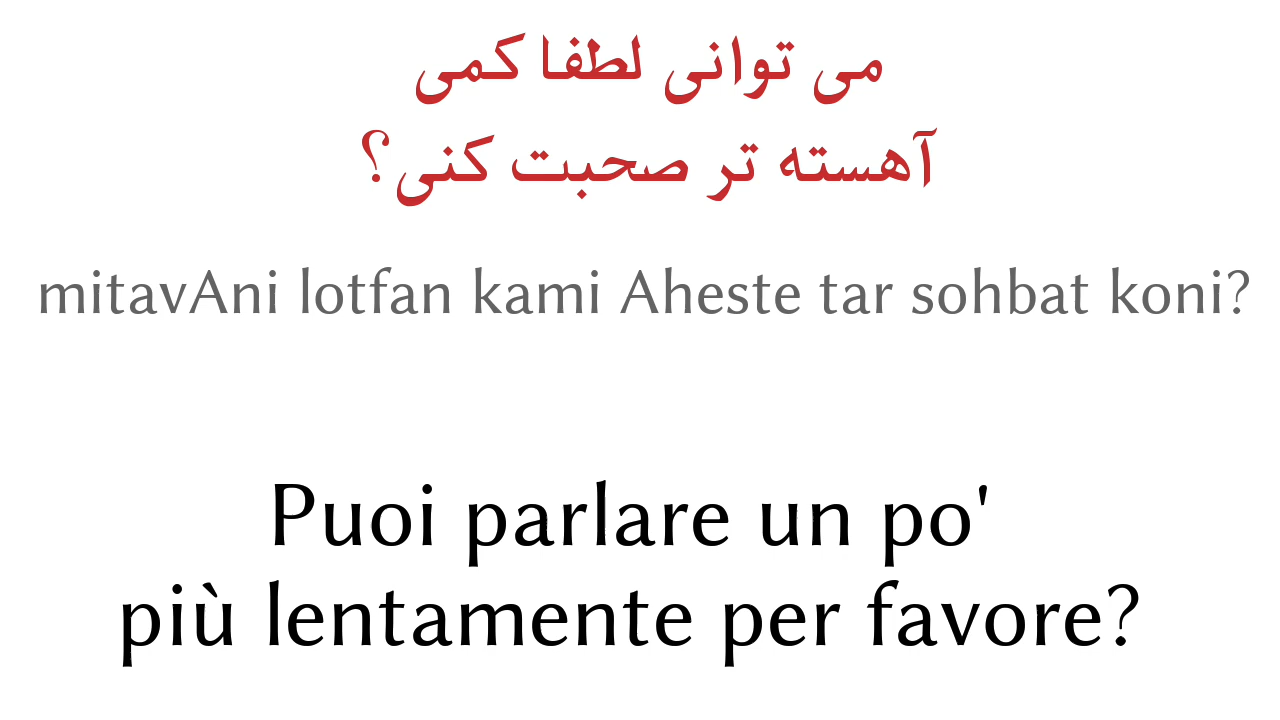 می توانی لطفا کمی
آهسته تر صحبت کنی؟
mitavAni lotfan kami Aheste tar sohbat koni?
Puoi parlare un po'
più lentamente per favore?